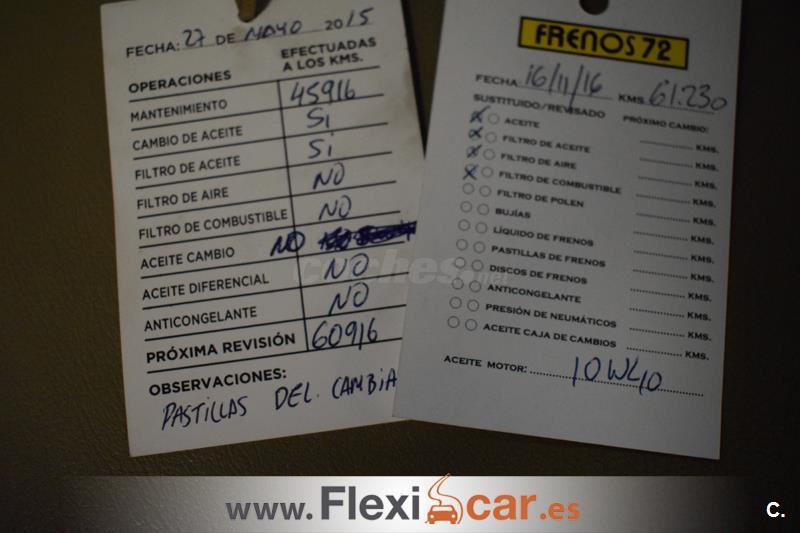 FECHA: 27 DE MAYO 2015
OPERACIONES EFECTUADAS A LOS KMS.
MANTENIMIENTO 45916
CAMBIO DE ACEITE SI
FILTRO DE ACEITE SI
FILTRO DE AIRE NO
FILTRO DE COMBUSTIBLE NO
ACEITE CAMBIO NO
ACEITE DIFERENCIAL NO
ANTICONGELANTE NO
PRÓXIMA REVISIÓN 60916
OBSERVACIONES:
PASTILLAS DEL. CAMBIA
FRENOS 72
FECHA 16/11/16 KMS. 61.230
SUSTITUIDO/REVISADO PRÓXIMO CAMBIO:
X ACEITE KMS.
X FILTRO DE ACEITE KMS.
X FILTRO DE AIRE KMS.
X FILTRO DE COMBUSTIBLE KMS.
FILTRO DE POLEN KMS.
BUJÍAS KMS.
LÍQUIDO DE FRENOS KMS.
PASTILLAS DE FRENOS KMS.
DISCOS DE FRENOS KMS.
ANTICONGELANTE KMS.
PRESIÓN DE NEUMÁTICOS KMS.
ACEITE CAJA DE CAMBIOS KMS.
ACEITE MOTOR: 10W40
coches.net
www.Flexicar.es
C.